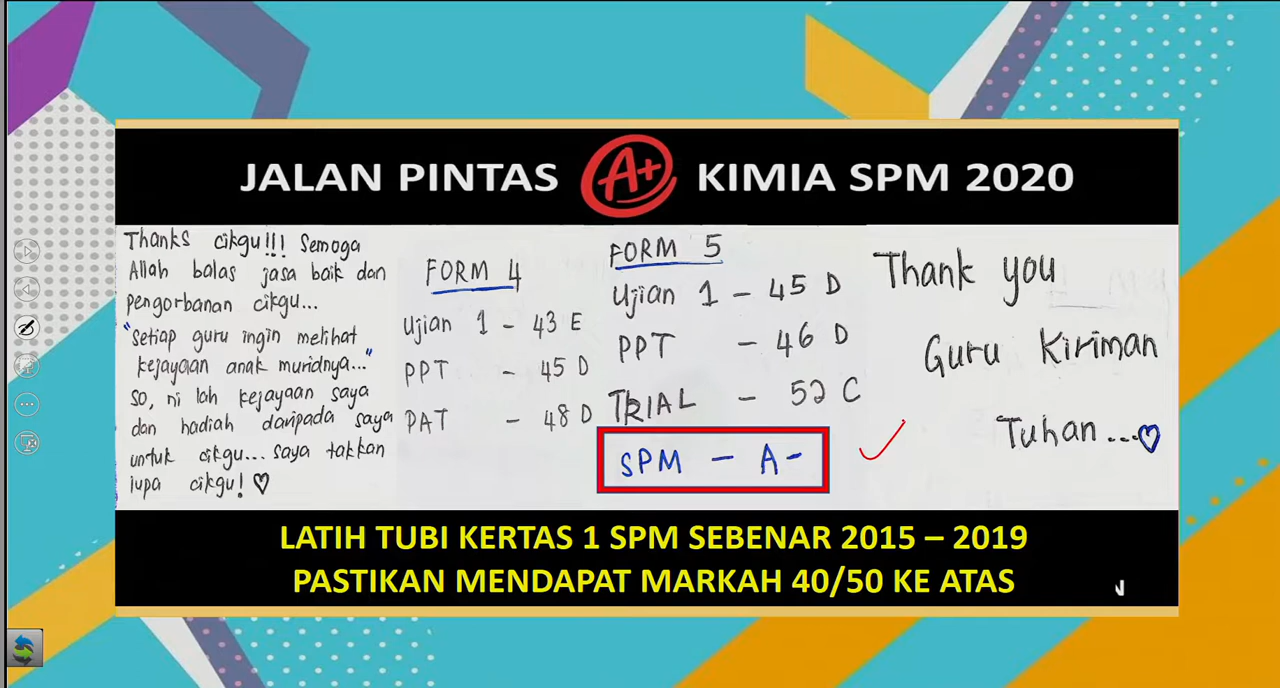 JALAN PINTAS A+ KIMIA SPM 2020
Thanks cikgu!!! Semoga
Allah balas jasa baik dan
pengorbanan cikgu...
"Setiap guru ingin melihat
kejayaan anak muridnya..."
So, ni lah kejayaan saya
dan hadiah daripada saya
untuk cikgu... saya takkan
lupa cikgu! ♡
FORM 4
Ujian 1 - 43 E
PPT - 45 D
PAT - 48 D
FORM 5
Ujian 1 - 45 D
PPT - 46 D
TRIAL - 52 C
SPM - A-
Thank you
Guru Kiriman
Tuhan...♡
LATIH TUBI KERTAS 1 SPM SEBENAR 2015 – 2019
PASTIKAN MENDAPAT MARKAH 40/50 KE ATAS